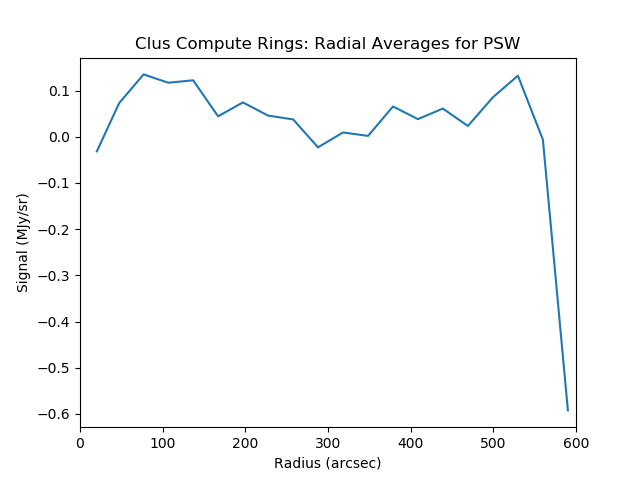 Clus Compute Rings: Radial Averages for PSW
0.1
0.0
−0.1
−0.2
−0.3
−0.4
−0.5
−0.6
Signal (MJy/sr)
0 100 200 300 400 500 600
Radius (arcsec)